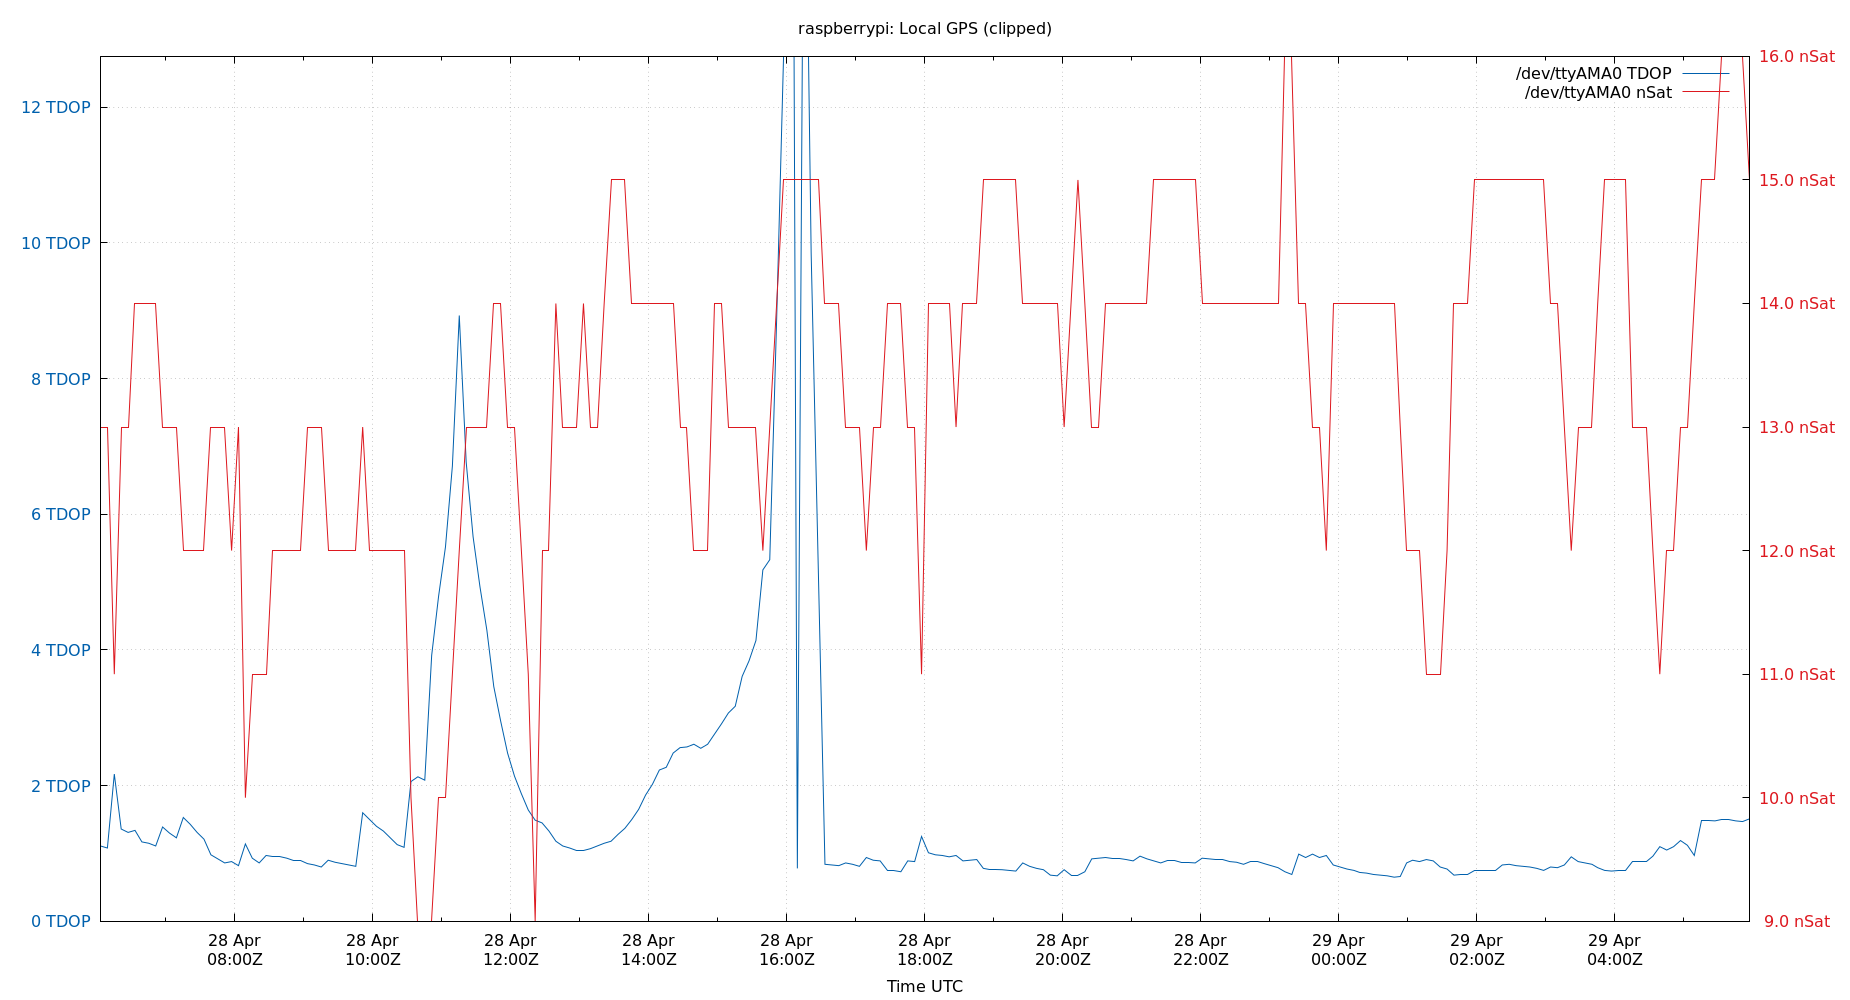 raspberrypi: Local GPS (clipped)
/dev/ttyAMA0 TDOP
/dev/ttyAMA0 nSat
12 TDOP
10 TDOP
8 TDOP
6 TDOP
4 TDOP
2 TDOP
0 TDOP
16.0 nSat
15.0 nSat
14.0 nSat
13.0 nSat
12.0 nSat
11.0 nSat
10.0 nSat
9.0 nSat
28 Apr
08:00Z
28 Apr
10:00Z
28 Apr
12:00Z
28 Apr
14:00Z
28 Apr
16:00Z
28 Apr
18:00Z
28 Apr
20:00Z
28 Apr
22:00Z
29 Apr
00:00Z
29 Apr
02:00Z
29 Apr
04:00Z
Time UTC